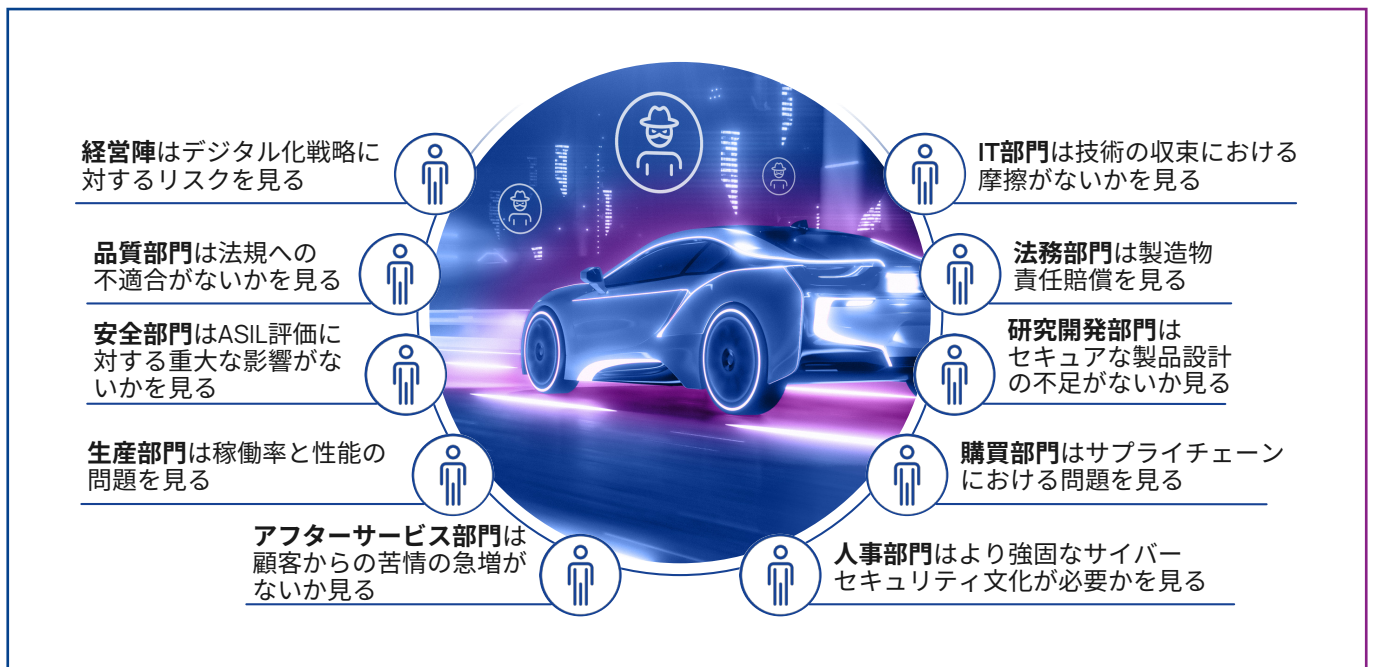 経営陣はデジタル化戦略に
対するリスクを見る
品質部門は法規への
不適合がないかを見る
安全部門はASIL評価に
対する重大な影響がな
いかを見る
生産部門は稼働率と性能の
問題を見る
アフターサービス部門は
顧客からの苦情の急増が
ないか見る
IT部門は技術の収束における
摩擦がないかを見る
法務部門は製造物
責任賠償を見る
研究開発部門は
セキュアな製品設計
の不足がないか見る
購買部門はサプライチェーン
における問題を見る
人事部門はより強固なサイバー
セキュリティ文化が必要かを見る